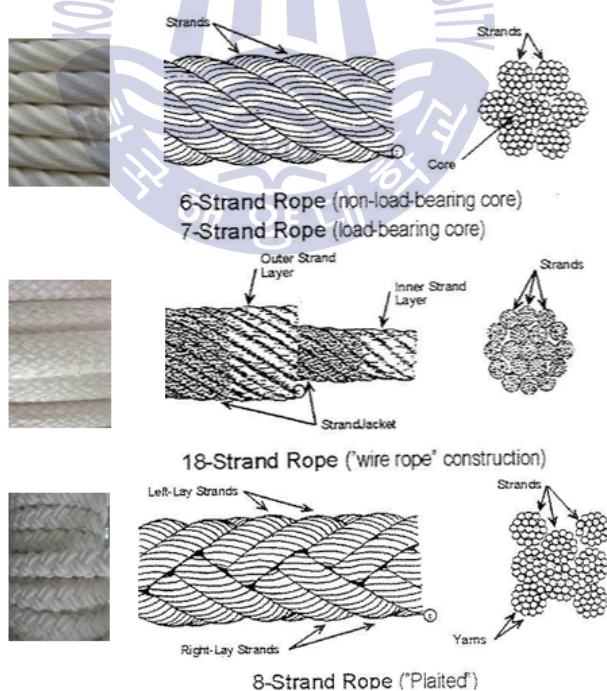 Strands
Strands
Core
6-Strand Rope (non-load-bearing core)
7-Strand Rope (load-bearing core)
Outer Strand
Layer
Inner Strand
Layer
Strands
StrandJacket
18-Strand Rope ("wire rope" construction)
Left-Lay Strands
Strands
Right-Lay Strands
Yarns
8-Strand Rope ("Plaited")